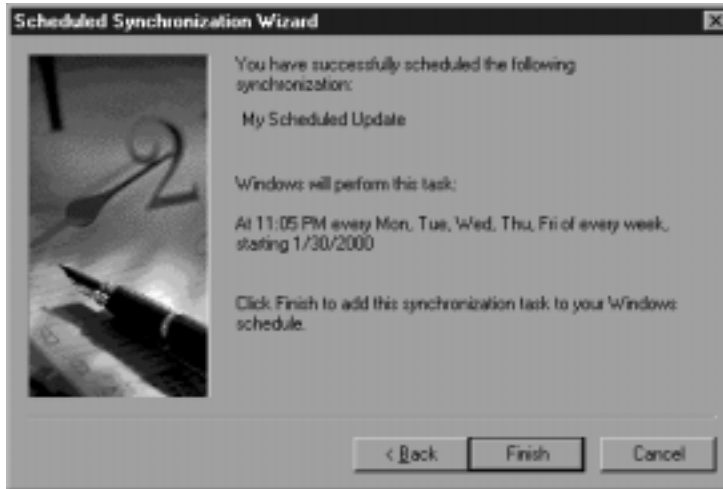 Scheduled Synchronization Wizard
You have successfully scheduled the following
synchronization:
My Scheduled Update
Windows will perform this task:
At 11:05 PM every Mon, Tue, Wed, Thu, Fri of every week,
starting 1/30/2000
Click Finish to add this synchronization task to your Windows
schedule.
< Back
Finish
Cancel
2